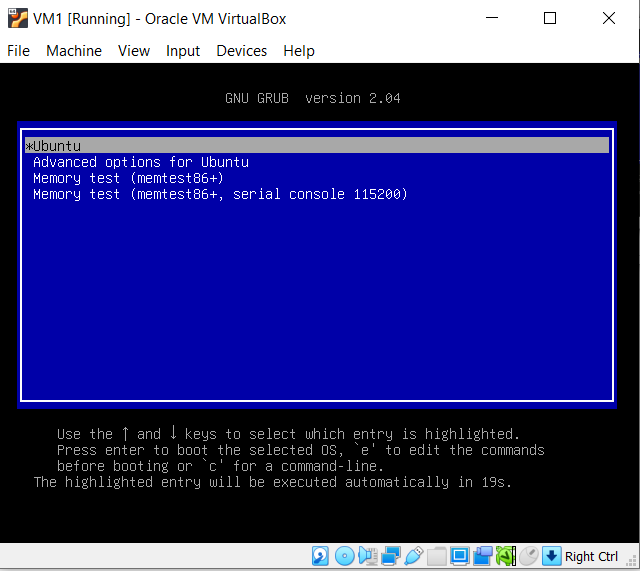 VM1 [Running] - Oracle VM VirtualBox
File Machine View Input Devices Help
GNU GRUB version 2.04
*Ubuntu
Advanced options for Ubuntu
Memory test (memtest86+)
Memory test (memtest86+, serial console 115200)
Use the ↑ and ↓ keys to select which entry is highlighted.
Press enter to boot the selected OS, `e' to edit the commands
before booting or `c' for a command-line.
The highlighted entry will be executed automatically in 19s.
Right Ctrl